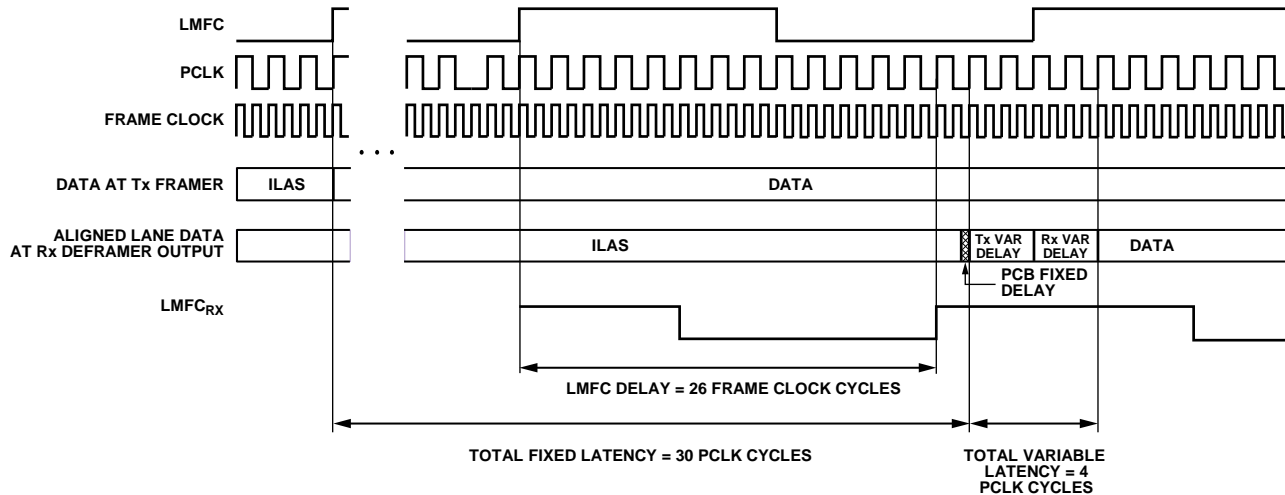 LMFC
PCLK
FRAME CLOCK
• • •
DATA AT Tx FRAMER
ILAS
DATA
ALIGNED LANE DATA
AT Rx DEFRAMER OUTPUT
ILAS
Tx VAR
DELAY
Rx VAR
DELAY
DATA
PCB FIXED
DELAY
LMFCRX
LMFC DELAY = 26 FRAME CLOCK CYCLES
TOTAL FIXED LATENCY = 30 PCLK CYCLES
TOTAL VARIABLE
LATENCY = 4
PCLK CYCLES